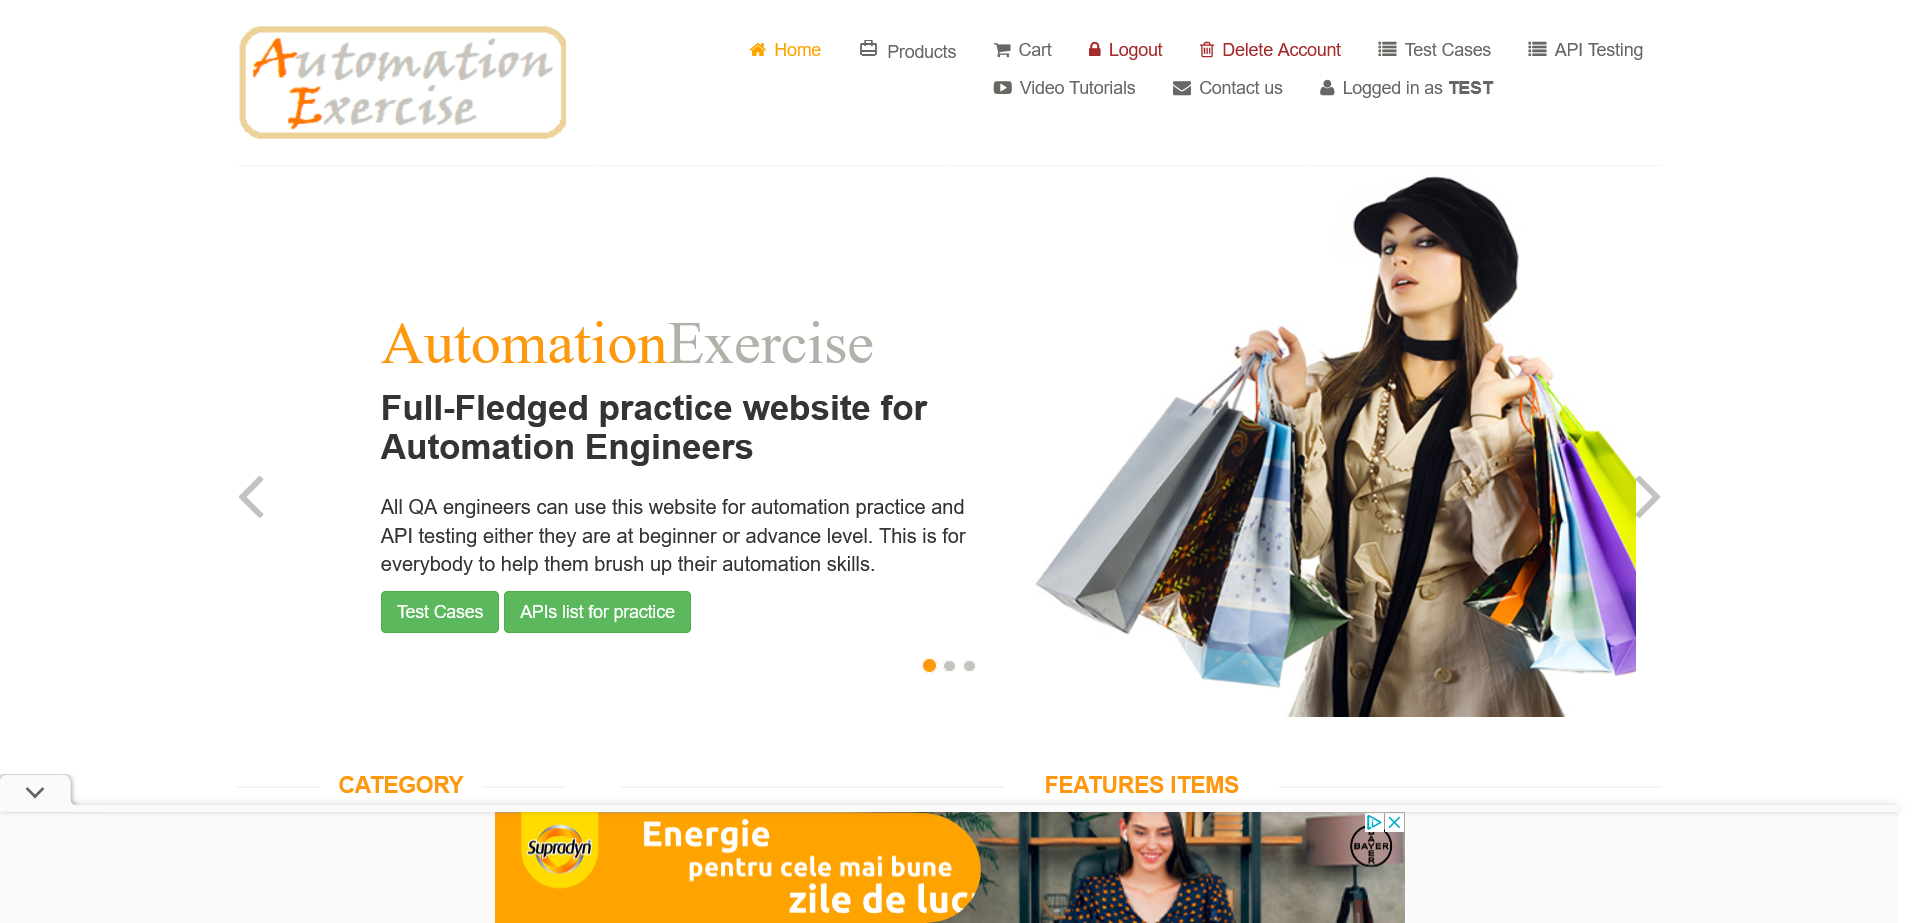 Automation
Exercise
Home Products Cart Logout Delete Account Test Cases API Testing
Video Tutorials Contact us Logged in as TEST
AutomationExercise
Full-Fledged practice website for
Automation Engineers
All QA engineers can use this website for automation practice and
API testing either they are at beginner or advance level. This is for
everybody to help them brush up their automation skills.
Test Cases APIs list for practice
CATEGORY FEATURES ITEMS
Supradyn
Energie
pentru cele mai bune
zile de luc
BAYER